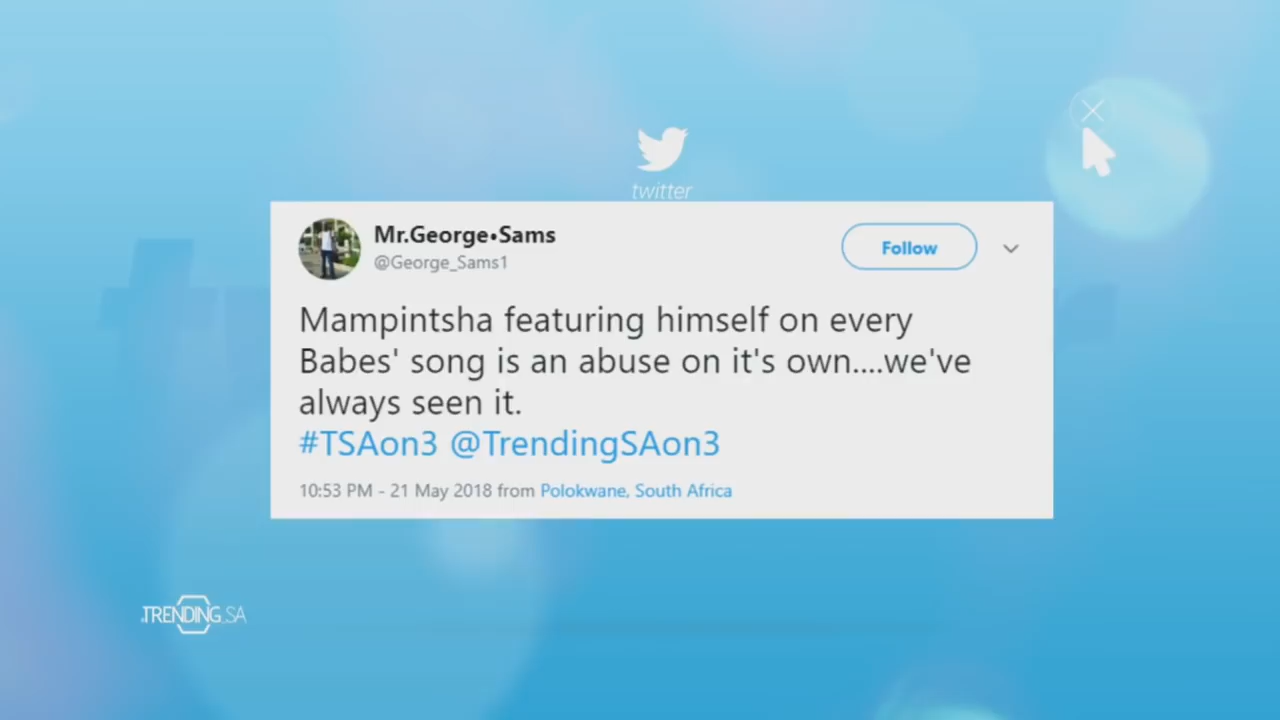 twitter
Mr.George•Sams
@George_Sams1
Follow
Mampintsha featuring himself on every
Babes' song is an abuse on it's own....we've
always seen it.
#TSAon3 @TrendingSAon3
10:53 PM - 21 May 2018 from Polokwane, South Africa
TRENDING.SA